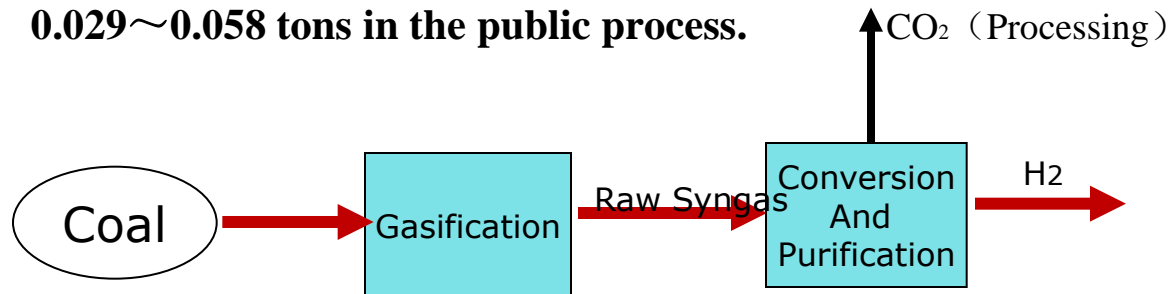 0.029～0.058 tons in the public process.
CO₂（Processing）
Coal
Gasification
Raw Syngas
Conversion
And
Purification
H2